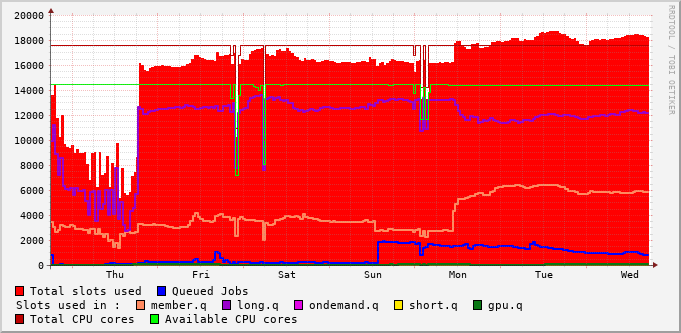 20000
18000
16000
14000
12000
10000
8000
6000
4000
2000
0
Thu Fri Sat Sun Mon Tue Wed
RRDTOOL / TOBI OETIKER
Total slots used Queued Jobs
Slots used in : member.q long.q ondemand.q short.q gpu.q
Total CPU cores Available CPU cores